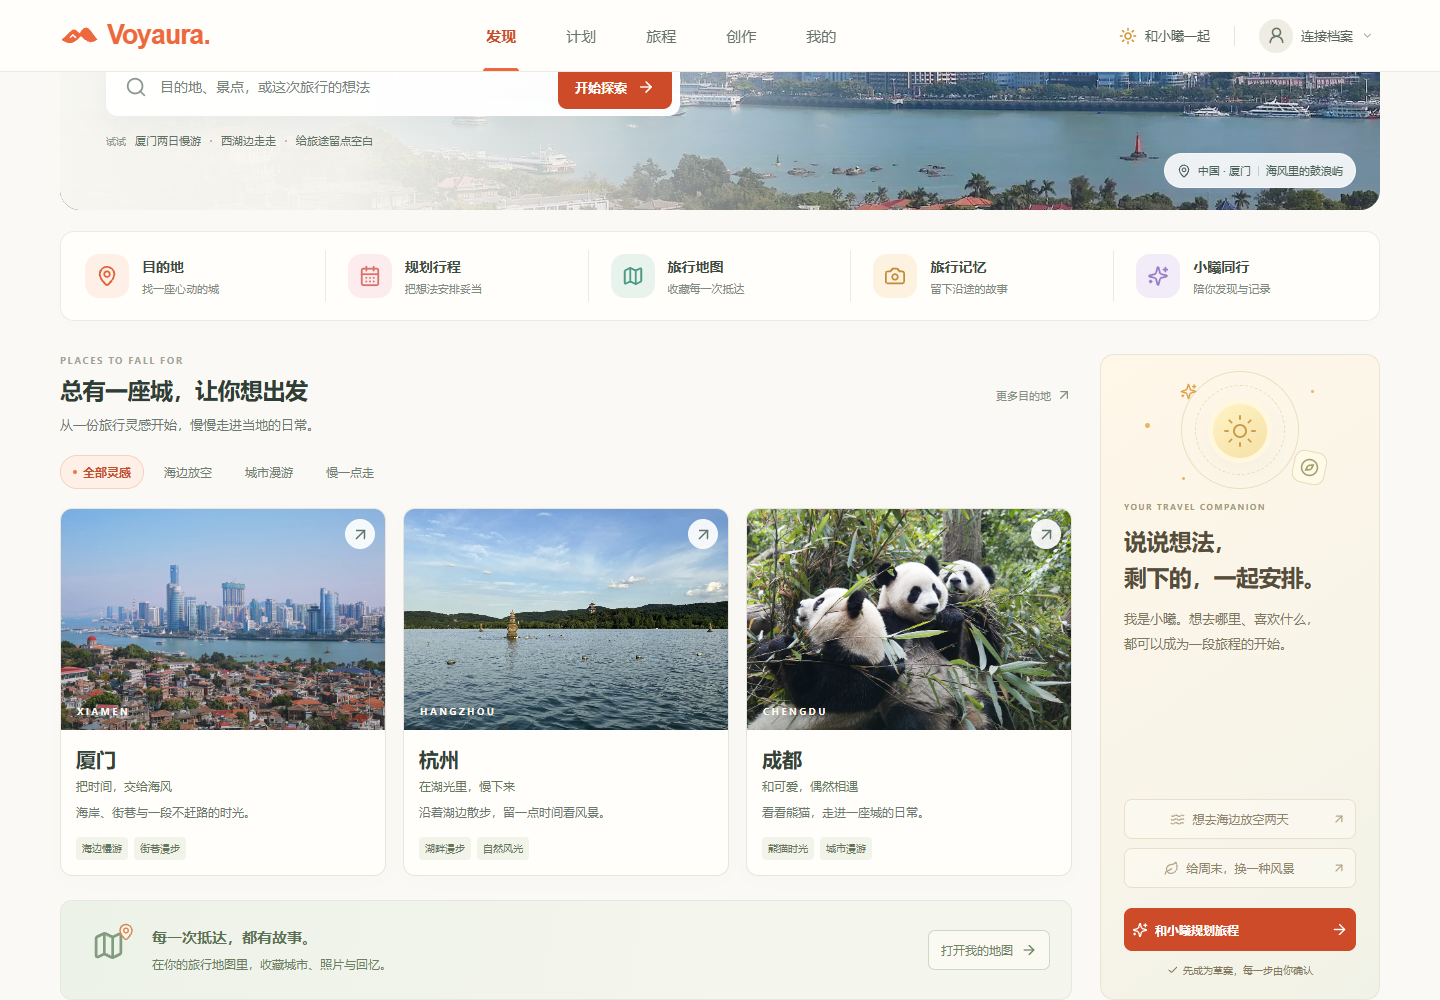 Voyaura.
发现
计划
旅程
创作
我的
和小曦一起
连接档案
目的地、景点，或这次旅行的想法
开始探索
试试 厦门两日慢游 · 西湖边走走 · 给旅途留点空白
中国 · 厦门 | 海风里的鼓浪屿
目的地
找一座心动的城
规划行程
把想法安排妥当
旅行地图
收藏每一次抵达
旅行记忆
留下沿途的故事
小曦同行
陪你发现与记录
PLACES TO FALL FOR
总有一座城，让你想出发
从一份旅行灵感开始，慢慢走进当地的日常。
更多目的地
全部灵感
海边放空
城市漫游
慢一点走
XIAMEN
厦门
把时间，交给海风
海岸、街巷与一段不赶路的时光。
海边慢游
街巷漫步
HANGZHOU
杭州
在湖光里，慢下来
沿着湖边散步，留一点时间看风景。
湖畔漫步
自然风光
CHENGDU
成都
和可爱，偶然相遇
看看熊猫，走进一座城的日常。
熊猫时光
城市漫游
每一次抵达，都有故事。
在你的旅行地图里，收藏城市、照片与回忆。
打开我的地图
YOUR TRAVEL COMPANION
说说想法，
剩下的，一起安排。
我是小曦。想去哪里、喜欢什么，
都可以成为一段旅程的开始。
想去海边放空两天
给周末，换一种风景
和小曦规划旅程
先成为草案，每一步由你确认